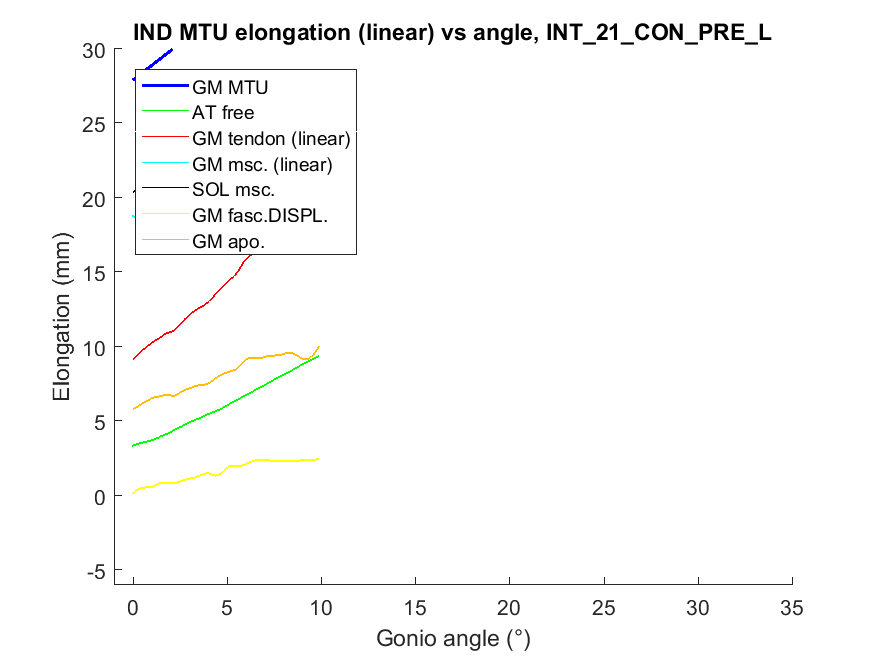 IND MTU elongation (linear) vs angle, INT_21_CON_PRE_L
30
25
20
15
10
5
0
-5
Elongation (mm)
GM MTU
AT free
GM tendon (linear)
GM msc. (linear)
SOL msc.
GM fasc.DISPL.
GM apo.
0 5 10 15 20 25 30 35
Gonio angle (°)